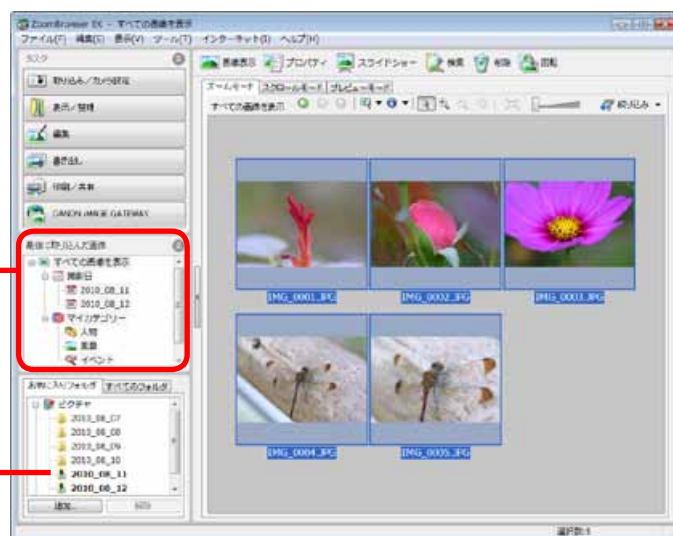 ZoomBrowser EX - すべての画像を表示
ファイル(F) 編集(E) 表示(V) ツール(T) インターネット(I) ヘルプ(H)
タスク
取り込み/カメラ設定
表示/整理
編集
書き出し
印刷/共有
CANON iMAGE GATEWAY
画像表示 プロパティ スライドショー 検索 削除 回転
ズームモード スクロールモード プレビューモード
すべての画像を表示 絞り込み
最後に取り込んだ画像
すべての画像を表示
撮影日
2010_08_11
2010_08_12
マイカテゴリー
人物
風景
イベント
お気に入りフォルダ すべてのフォルダ
ピクチャ
2010_08_07
2010_08_08
2010_08_09
2010_08_10
2010_08_11
2010_08_12
追加...
IMG_0001.JPG IMG_0002.JPG IMG_0003.JPG
IMG_0004.JPG IMG_0005.JPG
選択数:5